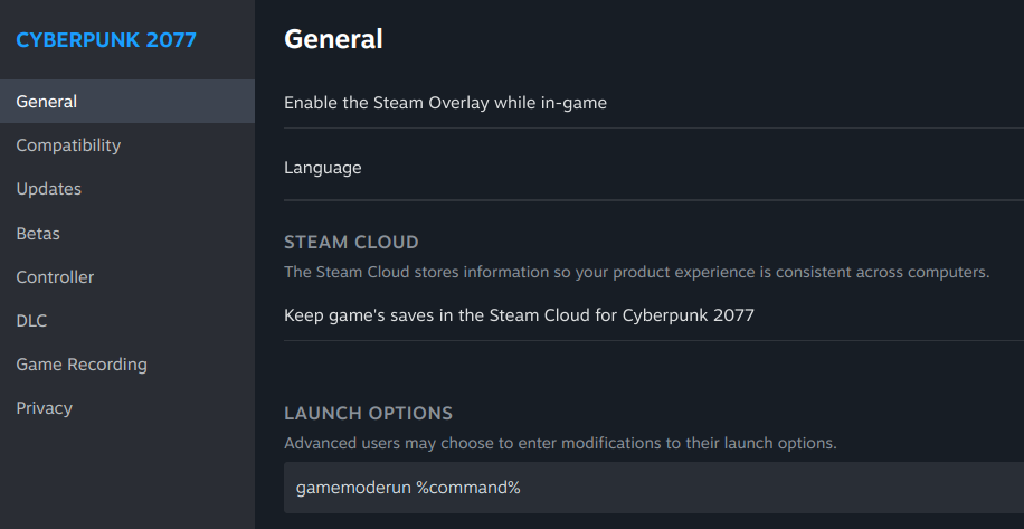 CYBERPUNK 2077
General
Compatibility
Updates
Betas
Controller
DLC
Game Recording
Privacy
General
Enable the Steam Overlay while in-game
Language
STEAM CLOUD
The Steam Cloud stores information so your product experience is consistent across computers.
Keep game's saves in the Steam Cloud for Cyberpunk 2077
LAUNCH OPTIONS
Advanced users may choose to enter modifications to their launch options.
gamemoderun %command%